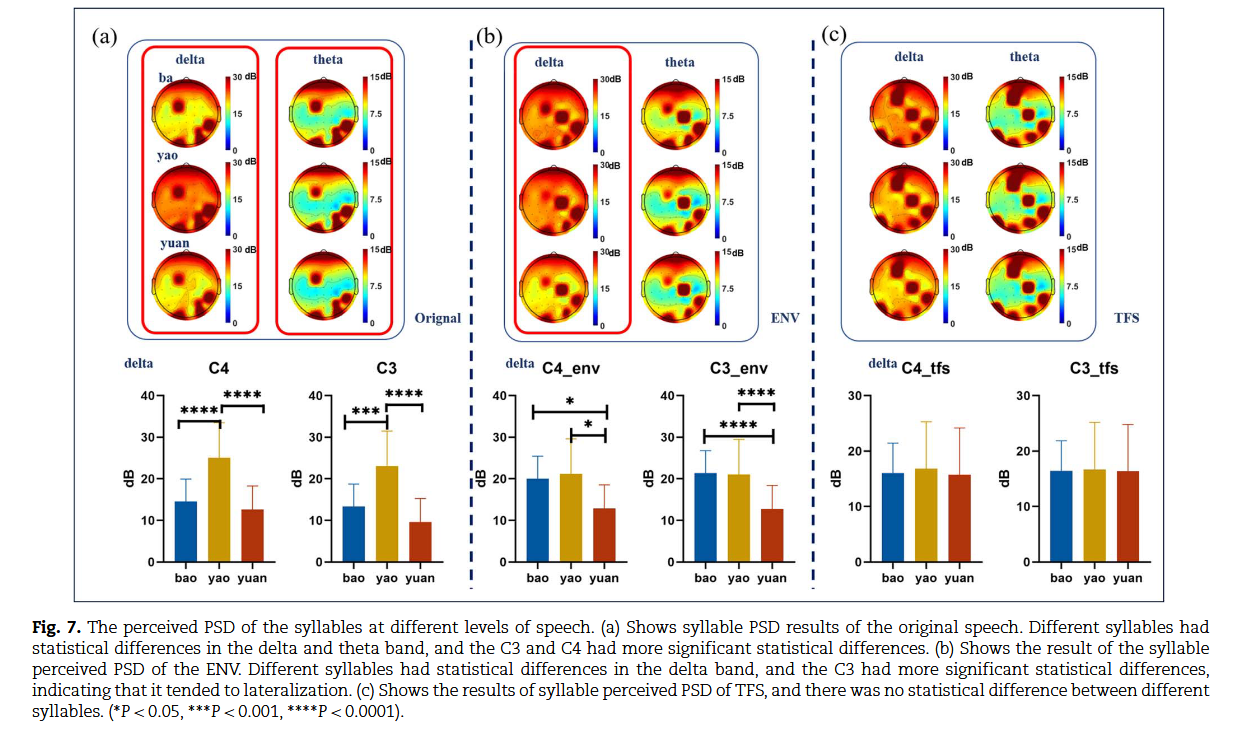 (a)
delta
theta
ba
30 dB
15
0
15dB
7.5
0
yao
30 dB
15
0
15dB
7.5
0
yuan
30 dB
15
0
15dB
7.5
0
Orignal
(b)
delta
theta
30dB
15
0
15dB
7.5
0
30dB
15
0
15dB
7.5
0
30dB
15
0
15dB
7.5
0
ENV
(c)
delta
theta
30 dB
15
0
15dB
7.5
0
30 dB
15
0
15dB
7.5
0
30 dB
15
0
15dB
7.5
0
TFS
delta
C4
40
30
20
10
0
dB
****
****
bao yao yuan
C3
40
30
20
10
0
dB
***
****
bao yao yuan
delta
C4_env
40
30
20
10
0
dB
*
*
bao yao yuan
C3_env
40
30
20
10
0
dB
****
****
bao yao yuan
delta
C4_tfs
30
20
10
0
dB
bao yao yuan
C3_tfs
30
20
10
0
dB
bao yao yuan
Fig. 7. The perceived PSD of the syllables at different levels of speech. (a) Shows syllable PSD results of the original speech. Different syllables had
statistical differences in the delta and theta band, and the C3 and C4 had more significant statistical differences. (b) Shows the result of the syllable
perceived PSD of the ENV. Different syllables had statistical differences in the delta band, and the C3 had more significant statistical differences,
indicating that it tended to lateralization. (c) Shows the results of syllable perceived PSD of TFS, and there was no statistical difference between different
syllables. (*P < 0.05, ***P < 0.001, ****P < 0.0001).